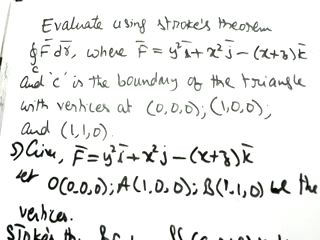 Evaluate using stroke's theorem
∮_C F̄ dr̄, where F̄ = y²ī + x²j̄ - (x+z)k̄
and 'c' is the boundary of the triangle
with vertices at (0,0,0); (1,0,0);
and (1,1,0).
Given, F̄ = y²ī + x²j̄ - (x+z)k̄
let O(0,0,0); A(1,0,0); B(1,1,0) be the
vertices.